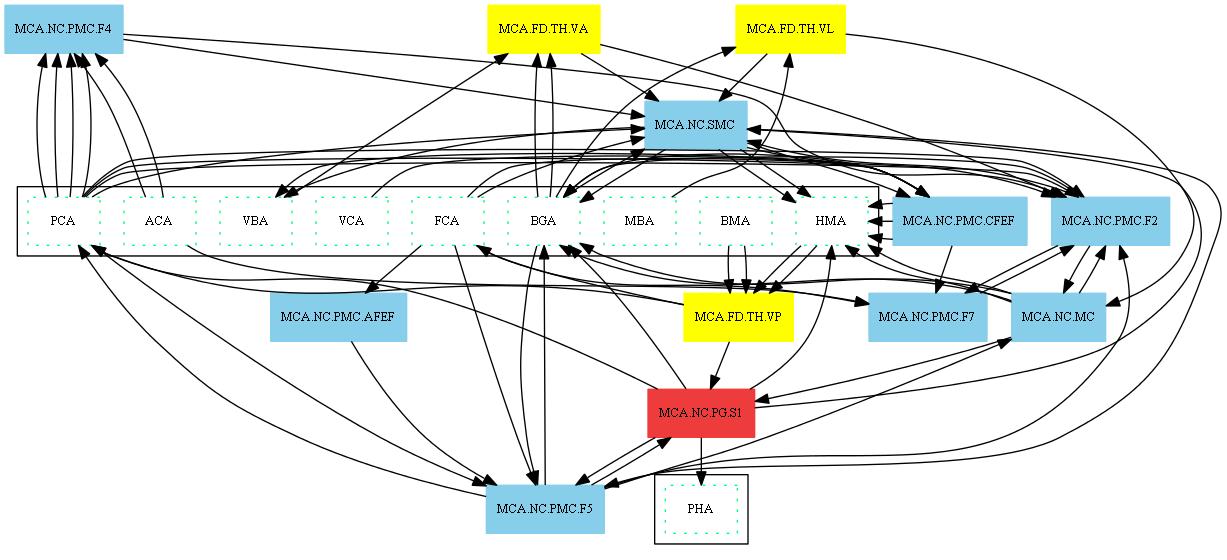 MCA.NC.PMC.F4
MCA.FD.TH.VA
MCA.FD.TH.VL
MCA.NC.SMC
PCA
ACA
VBA
VCA
FCA
BGA
MBA
BMA
HMA
MCA.NC.PMC.CFEF
MCA.NC.PMC.F2
MCA.NC.PMC.AFEF
MCA.FD.TH.VP
MCA.NC.PMC.F7
MCA.NC.MC
MCA.NC.PG.S1
MCA.NC.PMC.F5
PHA